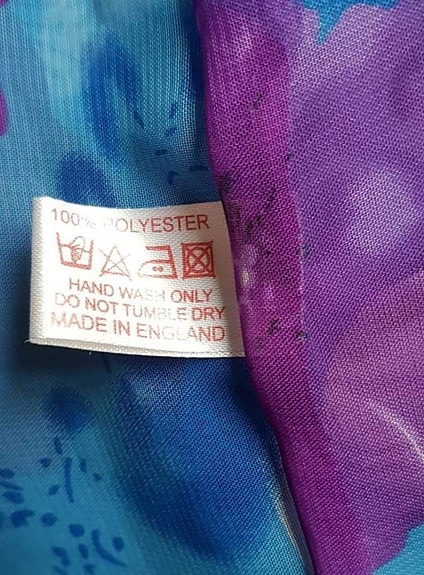 100% POLYESTER
HAND WASH ONLY
DO NOT TUMBLE DRY
MADE IN ENGLAND